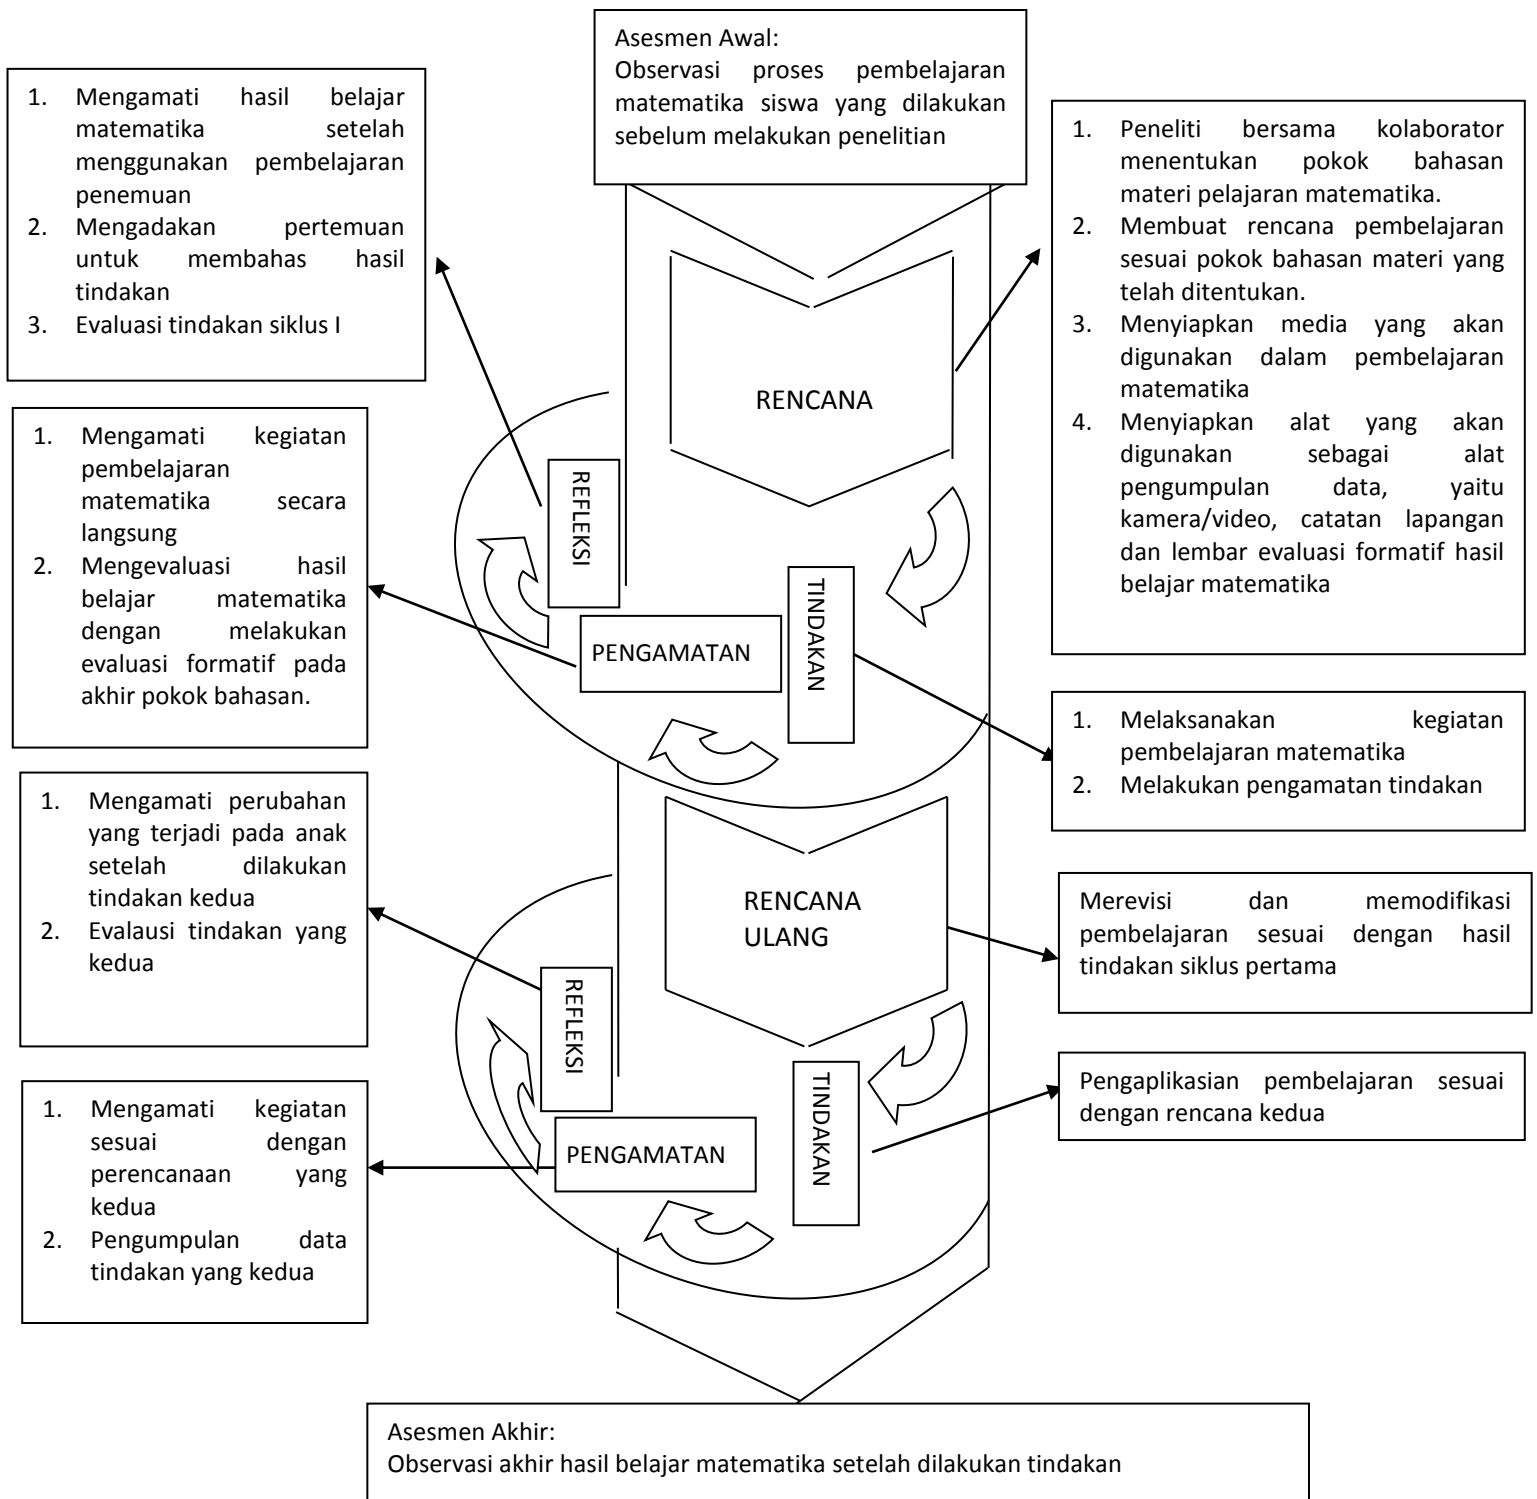 Asesmen Awal:
Observasi proses pembelajaran
matematika siswa yang dilakukan
sebelum melakukan penelitian
1. Mengamati hasil belajar
matematika setelah
menggunakan pembelajaran
penemuan
2. Mengadakan pertemuan
untuk membahas hasil
tindakan
3. Evaluasi tindakan siklus I
1. Peneliti bersama kolaborator
menentukan pokok bahasan
materi pelajaran matematika.
2. Membuat rencana pembelajaran
sesuai pokok bahasan materi yang
telah ditentukan.
3. Menyiapkan media yang akan
digunakan dalam pembelajaran
matematika
4. Menyiapkan alat yang akan
digunakan sebagai alat
pengumpulan data, yaitu
kamera/video, catatan lapangan
dan lembar evaluasi formatif hasil
belajar matematika
RENCANA
1. Mengamati kegiatan
pembelajaran
matematika secara
langsung
2. Mengevaluasi hasil
belajar matematika
dengan melakukan
evaluasi formatif pada
akhir pokok bahasan.
REFLEKSI
PENGAMATAN
TINDAKAN
1. Melaksanakan kegiatan
pembelajaran matematika
2. Melakukan pengamatan tindakan
1. Mengamati perubahan
yang terjadi pada anak
setelah dilakukan
tindakan kedua
2. Evalausi tindakan yang
kedua
RENCANA
ULANG
Merevisi dan memodifikasi
pembelajaran sesuai dengan hasil
tindakan siklus pertama
REFLEKSI
TINDAKAN
Pengaplikasian pembelajaran sesuai
dengan rencana kedua
1. Mengamati kegiatan
sesuai dengan
perencanaan yang
kedua
2. Pengumpulan data
tindakan yang kedua
PENGAMATAN
Asesmen Akhir:
Observasi akhir hasil belajar matematika setelah dilakukan tindakan